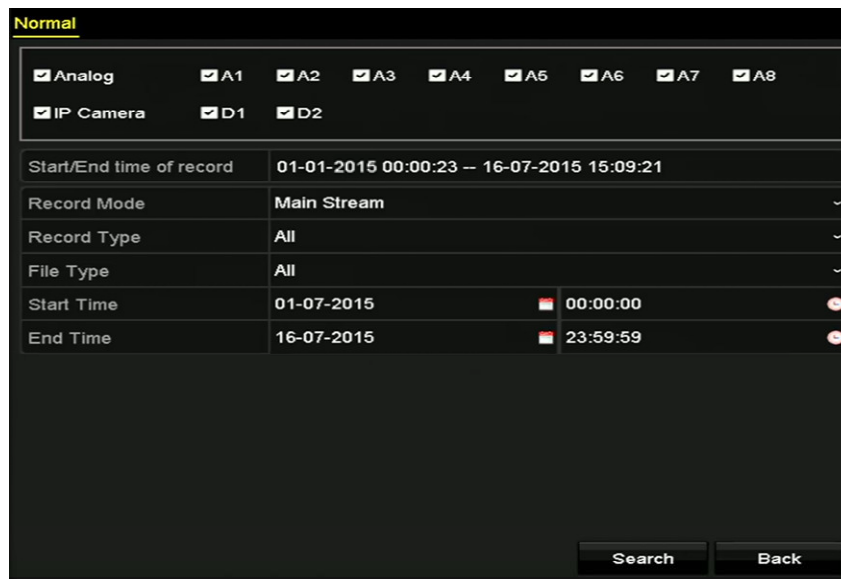 Normal
Analog A1 A2 A3 A4 A5 A6 A7 A8
IP Camera D1 D2
Start/End time of record 01-01-2015 00:00:23 -- 16-07-2015 15:09:21
Record Mode Main Stream
Record Type All
File Type All
Start Time 01-07-2015 00:00:00
End Time 16-07-2015 23:59:59
Search Back